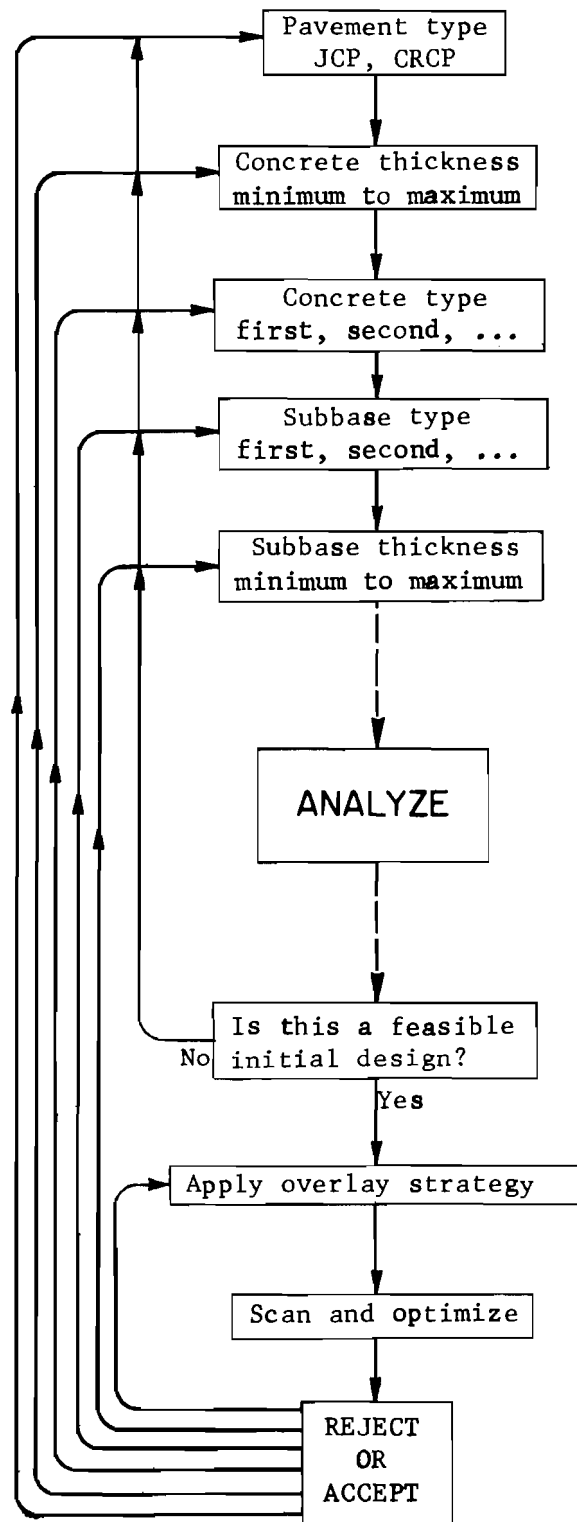 Pavement type
JCP, CRCP
Concrete thickness
minimum to maximum
Concrete type
first, second, ...
Subbase type
first, second, ...
Subbase thickness
minimum to maximum
ANALYZE
Is this a feasible
initial design?
No
Yes
Apply overlay strategy
Scan and optimize
REJECT
OR
ACCEPT